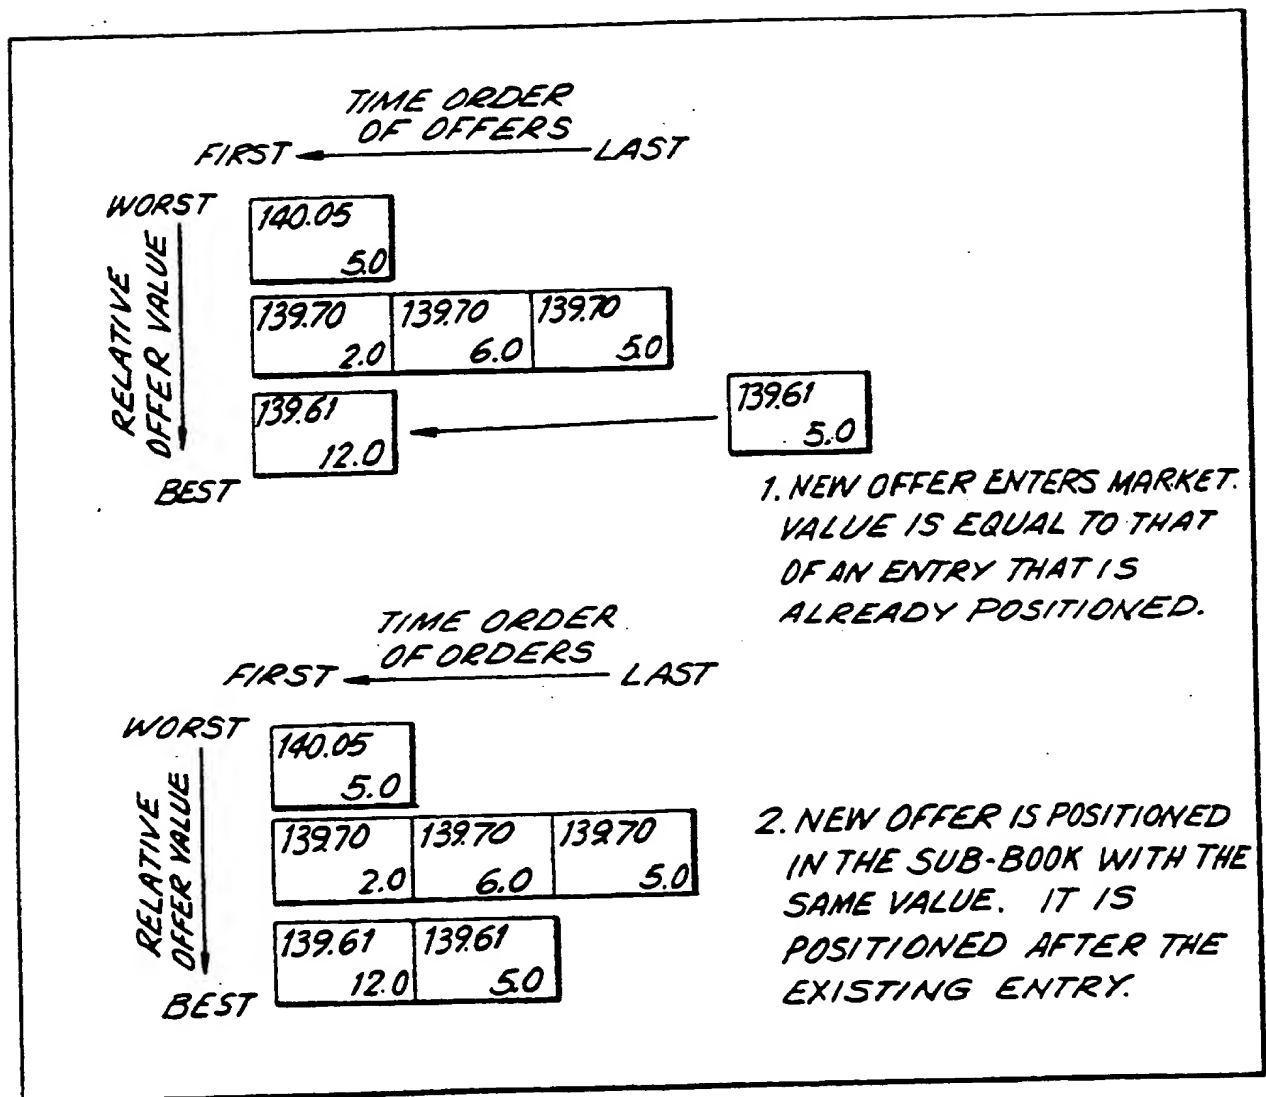 TIME ORDER
OF OFFERS
FIRST LAST
WORST
RELATIVE
OFFER VALUE
BEST
140.05
5.0
139.70 139.70 139.70
2.0 6.0 5.0
139.61
12.0
139.61
5.0
1. NEW OFFER ENTERS MARKET.
VALUE IS EQUAL TO THAT
OF AN ENTRY THAT IS
ALREADY POSITIONED.
TIME ORDER
OF ORDERS
FIRST LAST
WORST
RELATIVE
OFFER VALUE
BEST
140.05
5.0
139.70 139.70 139.70
2.0 6.0 5.0
139.61 139.61
12.0 5.0
2. NEW OFFER IS POSITIONED
IN THE SUB-BOOK WITH THE
SAME VALUE. IT IS
POSITIONED AFTER THE
EXISTING ENTRY.